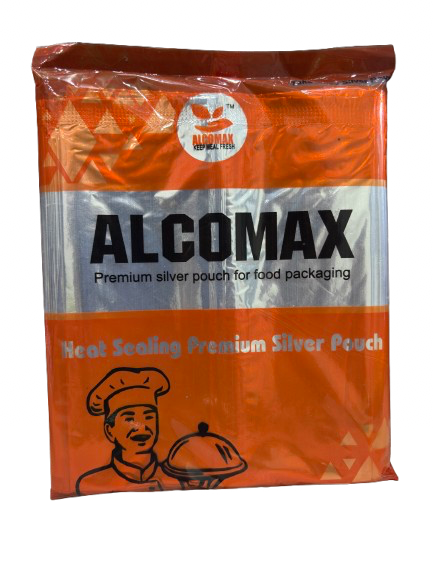 TM
ALCOMAX
KEEP MEAL FRESH
ALCOMAX
Premium silver pouch for food packaging
Heat Sealing Premium Silver Pouch